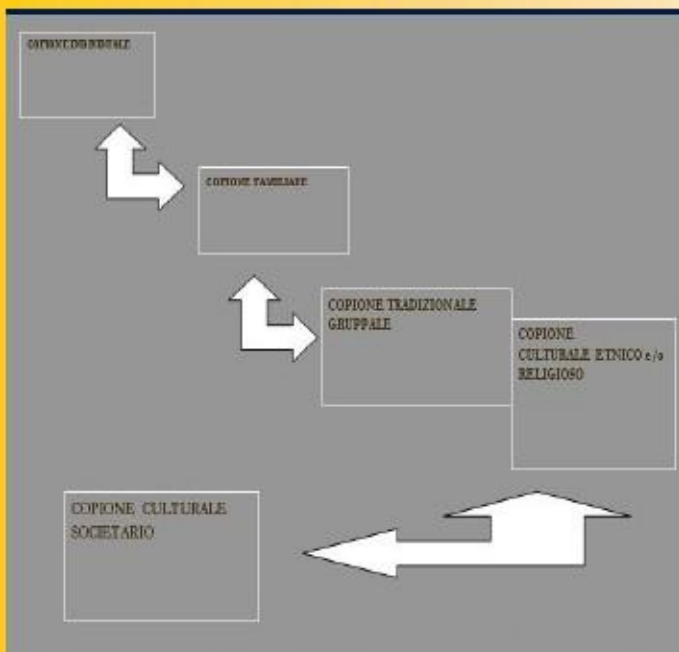 COPIONE INDIVIDUALE
COPIONE FAMILIARE
COPIONE TRADIZIONALE
GRUPPALE
COPIONE
CULTURALE ETNICO e/o
RELIGIOSO
COPIONE CULTURALE
SOCIETARIO